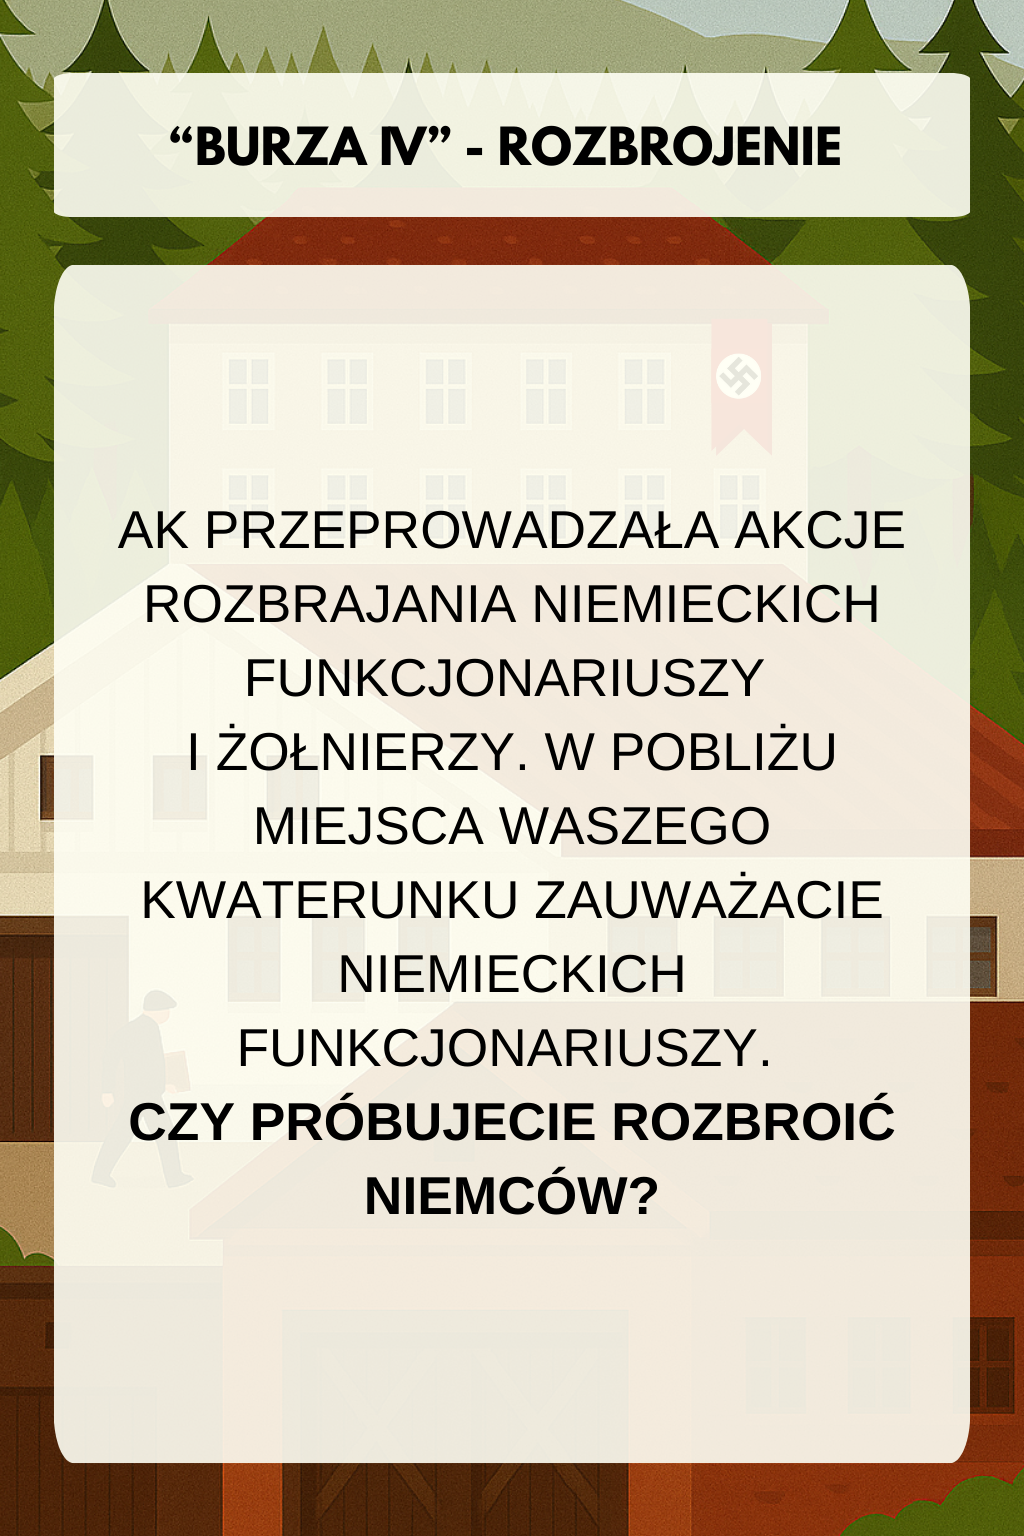 “BURZA IV” - ROZBROJENIE
AK PRZEPROWADZAŁA AKCJE
ROZBRAJANIA NIEMIECKICH
FUNKCJONARIUSZY
I ŻOŁNIERZY. W POBLIŻU
MIEJSCA WASZEGO
KWATERUNKU ZAUWAŻACIE
NIEMIECKICH
FUNKCJONARIUSZY.
CZY PRÓBUJECIE ROZBROIĆ
NIEMCÓW?